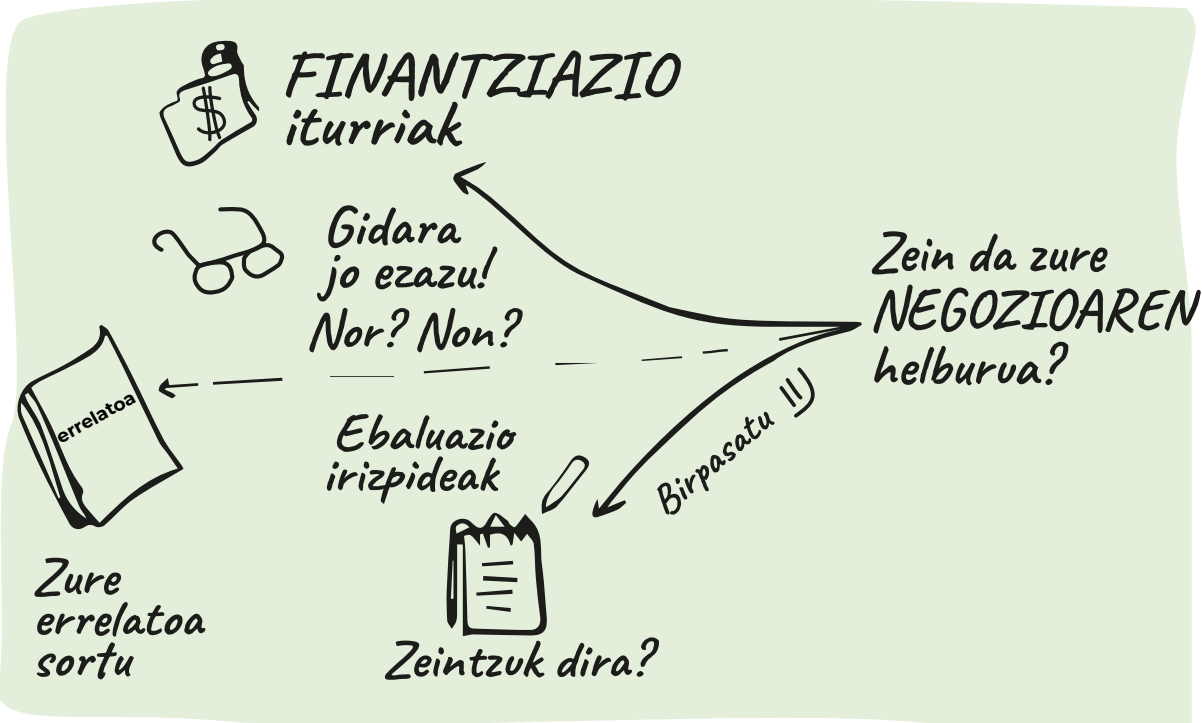 $
FINANTZIAZIO
iturriak
Gidara
jo ezazu!
Nor? Non?
Zein da zure
NEGOZIOAREN
helburua?
errelatoa
Ebaluazio
irizpideak
Birpasatu
Zure
errelatoa
sortu
Zeintzuk dira?